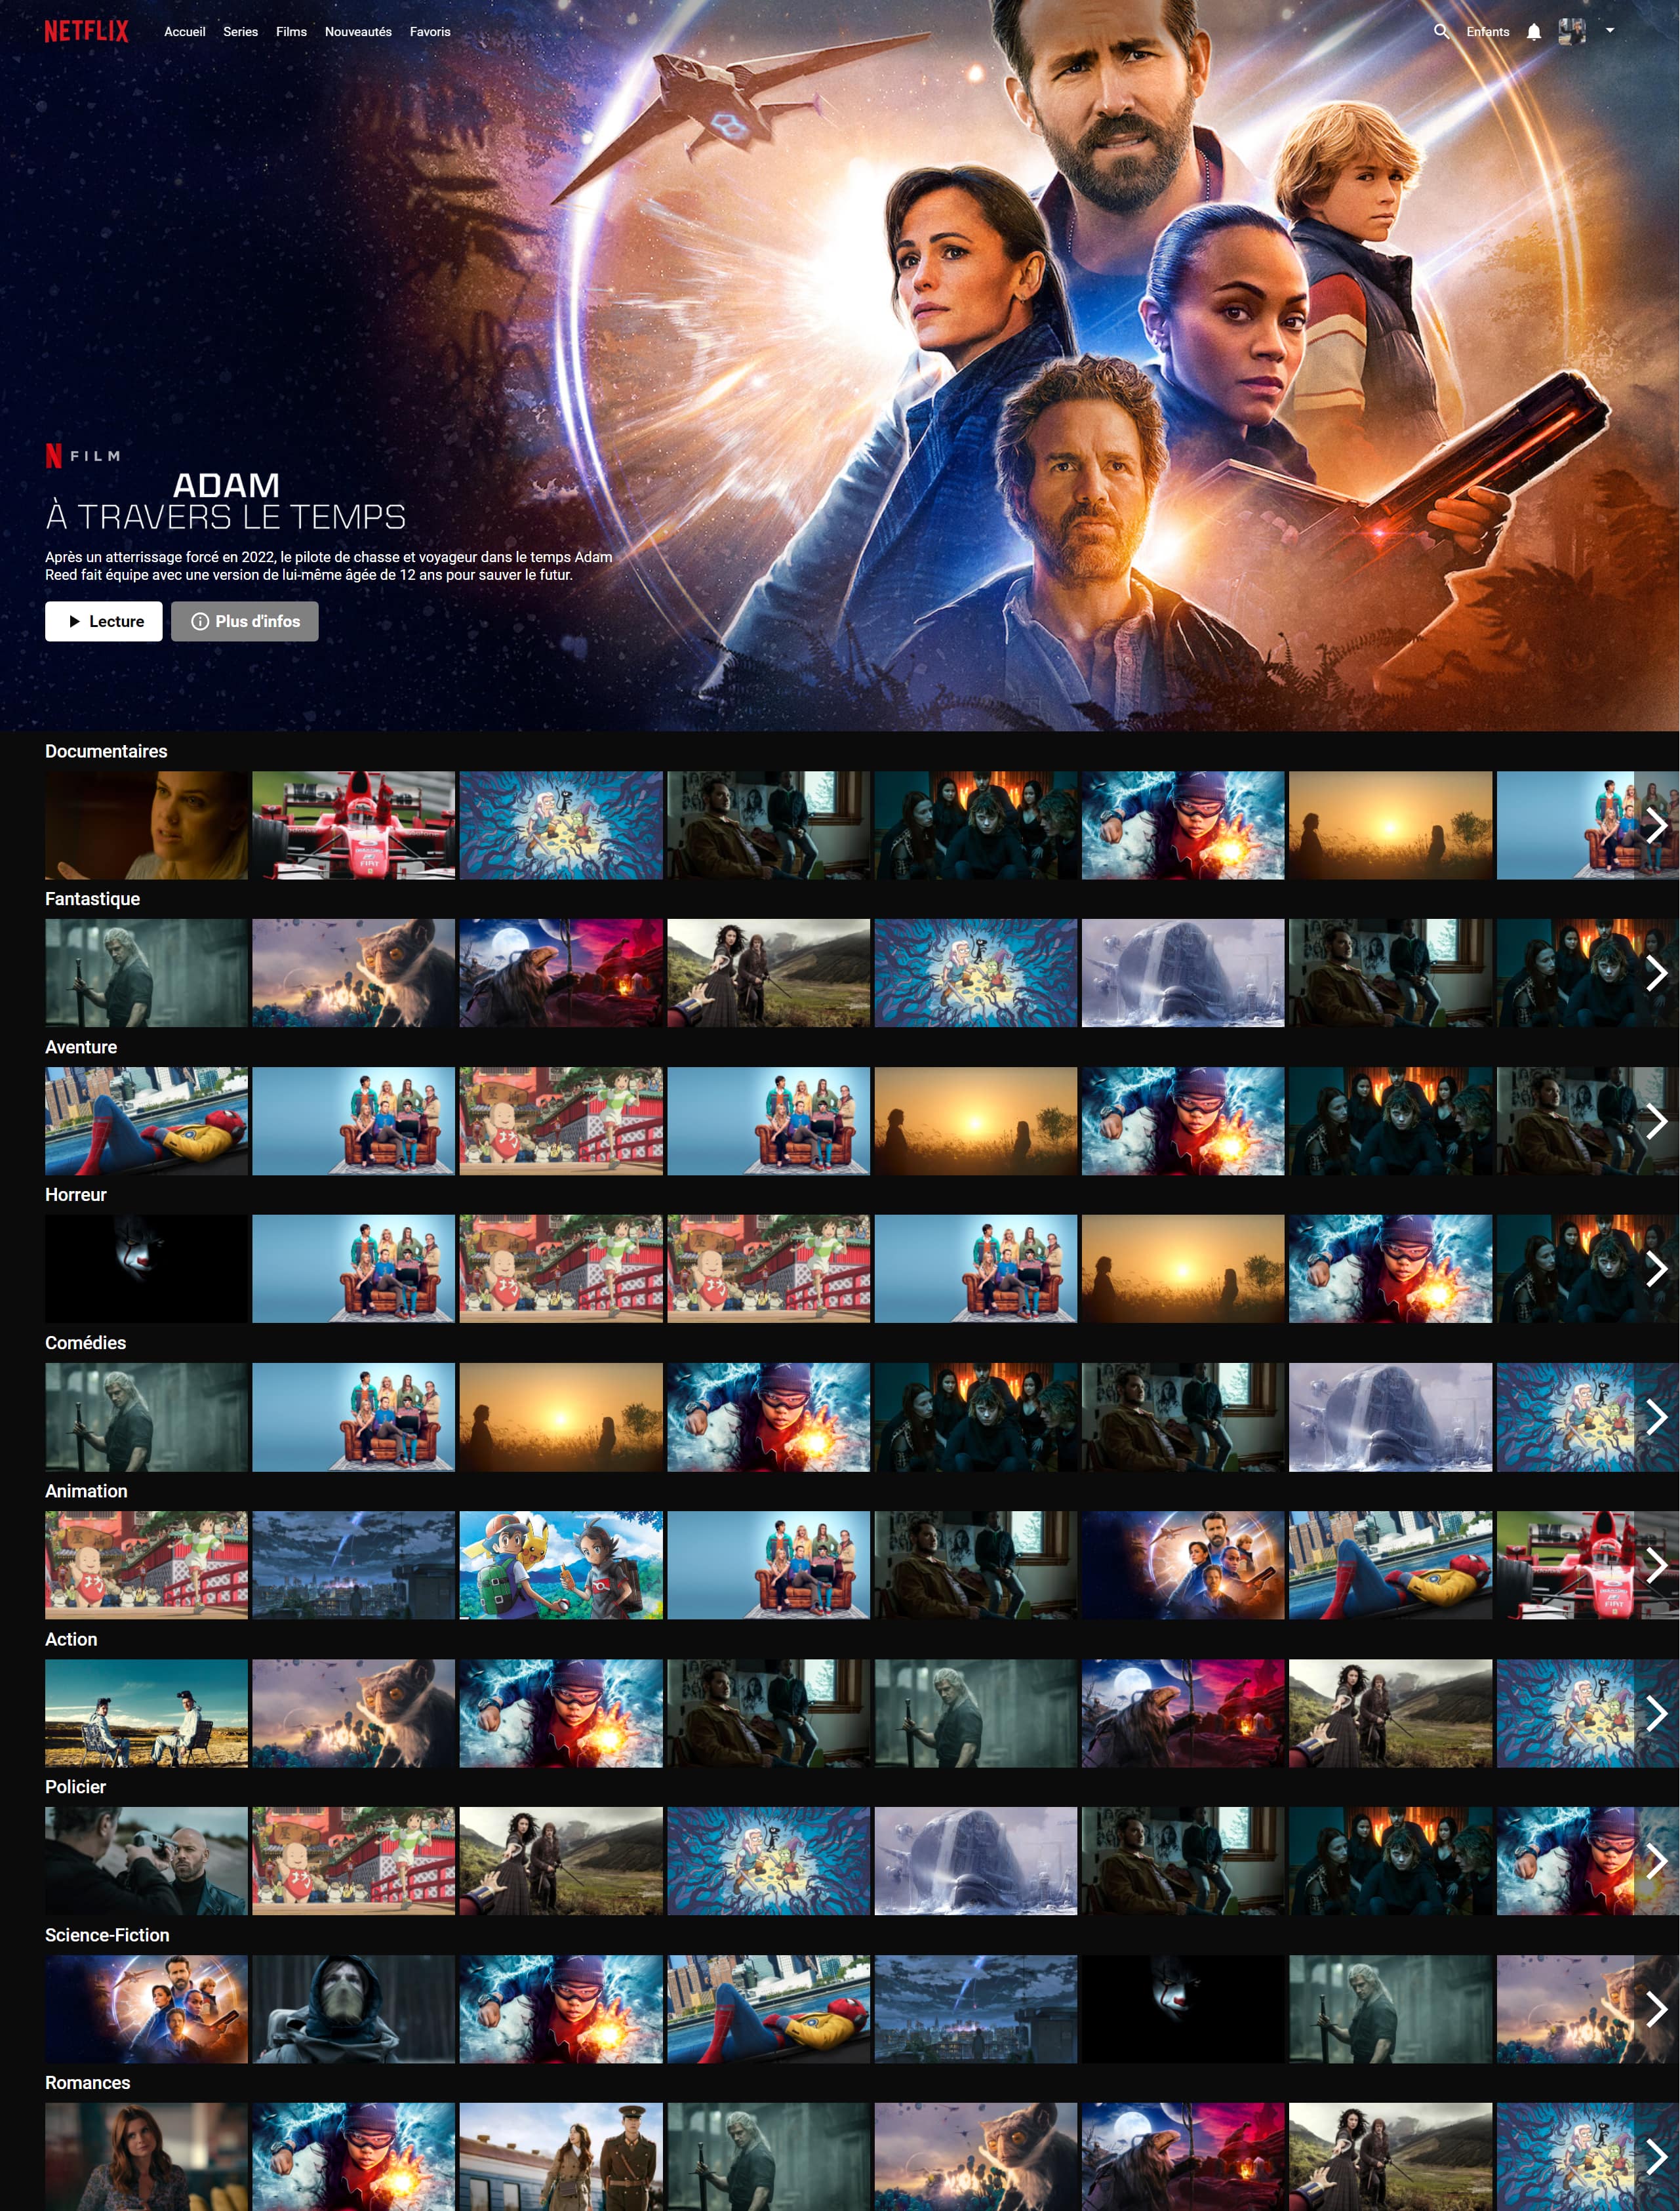 NETFLIX Accueil Series Films Nouveautés Favoris Enfants
N FILM
ADAM
À TRAVERS LE TEMPS
Après un atterrissage forcé en 2022, le pilote de chasse et voyageur dans le temps Adam
Reed fait équipe avec une version de lui-même âgée de 12 ans pour sauver le futur.
Lecture Plus d'infos
Documentaires
FIAT
Fantastique
Aventure
Horreur
Comédies
Animation
FIAT
Action
Policier
Science-Fiction
Romances